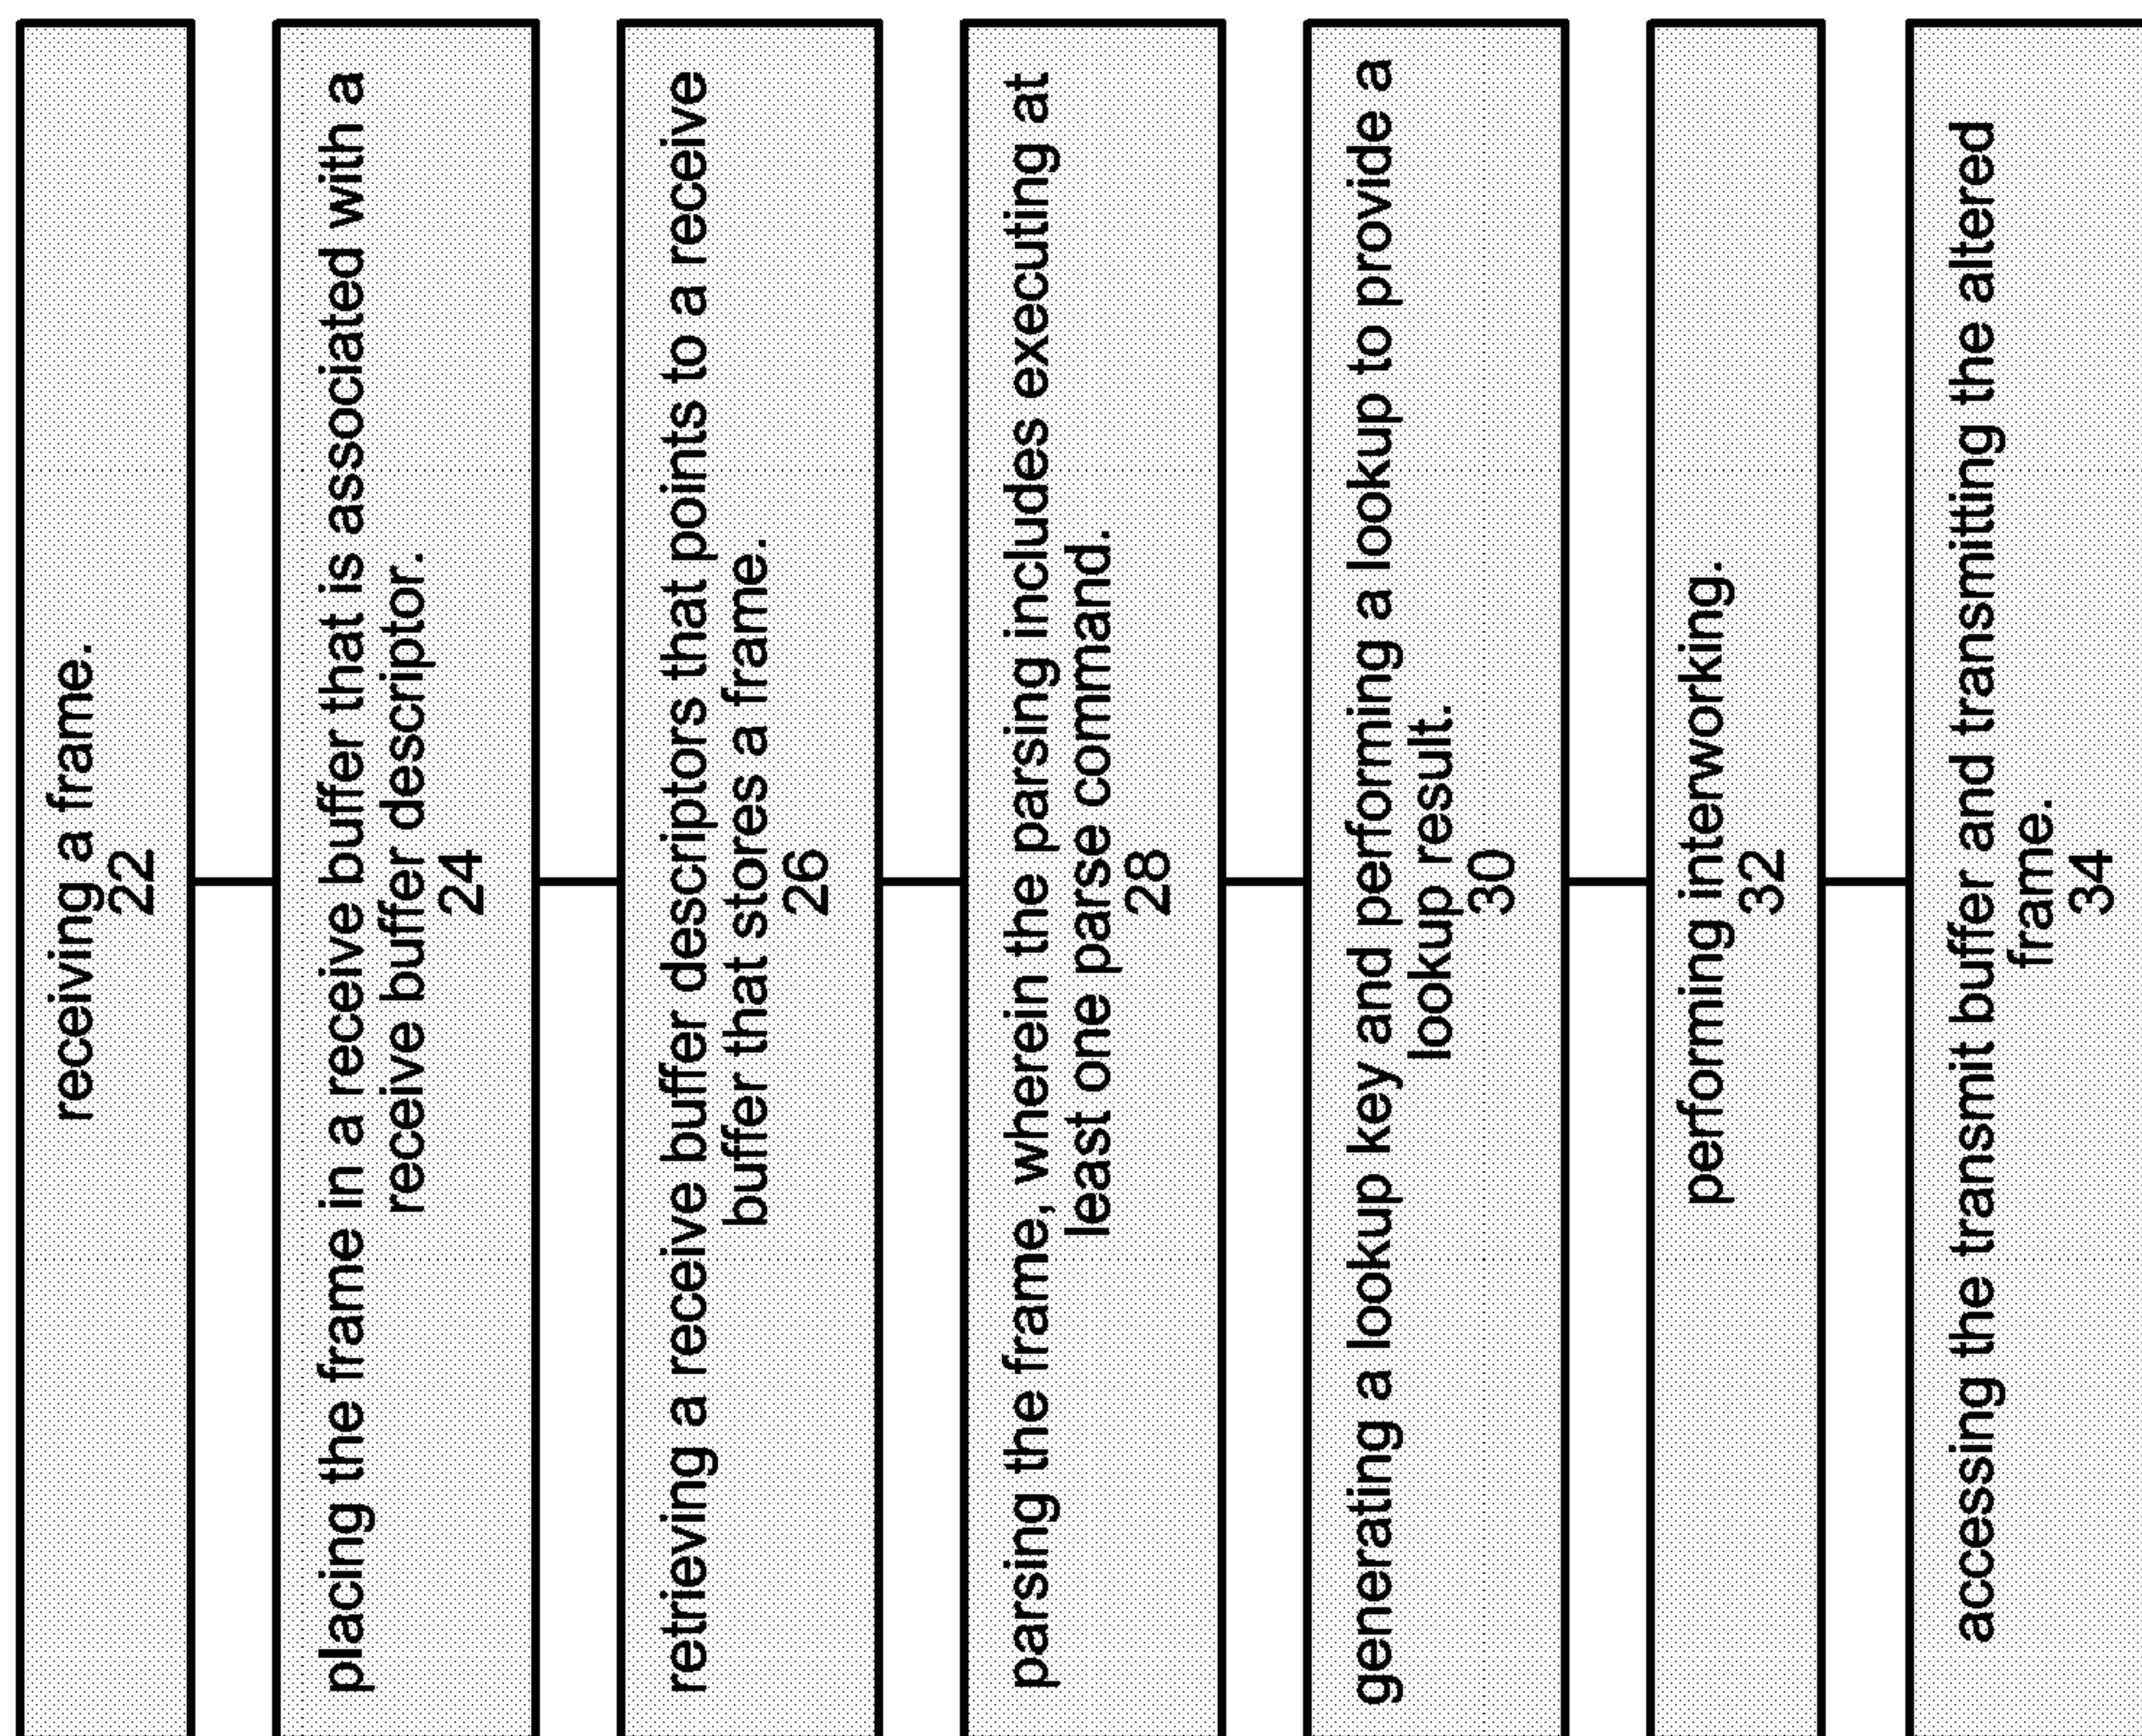 receiving a frame.
22
placing the frame in a receive buffer that is associated with a
receive buffer descriptor.
24
retrieving a receive buffer descriptors that points to a receive
buffer that stores a frame.
26
parsing the frame, wherein the parsing includes executing at
least one parse command.
28
generating a lookup key and performing a lookup to provide a
lookup result.
30
performing interworking.
32
accessing the transmit buffer and transmitting the altered
frame.
34